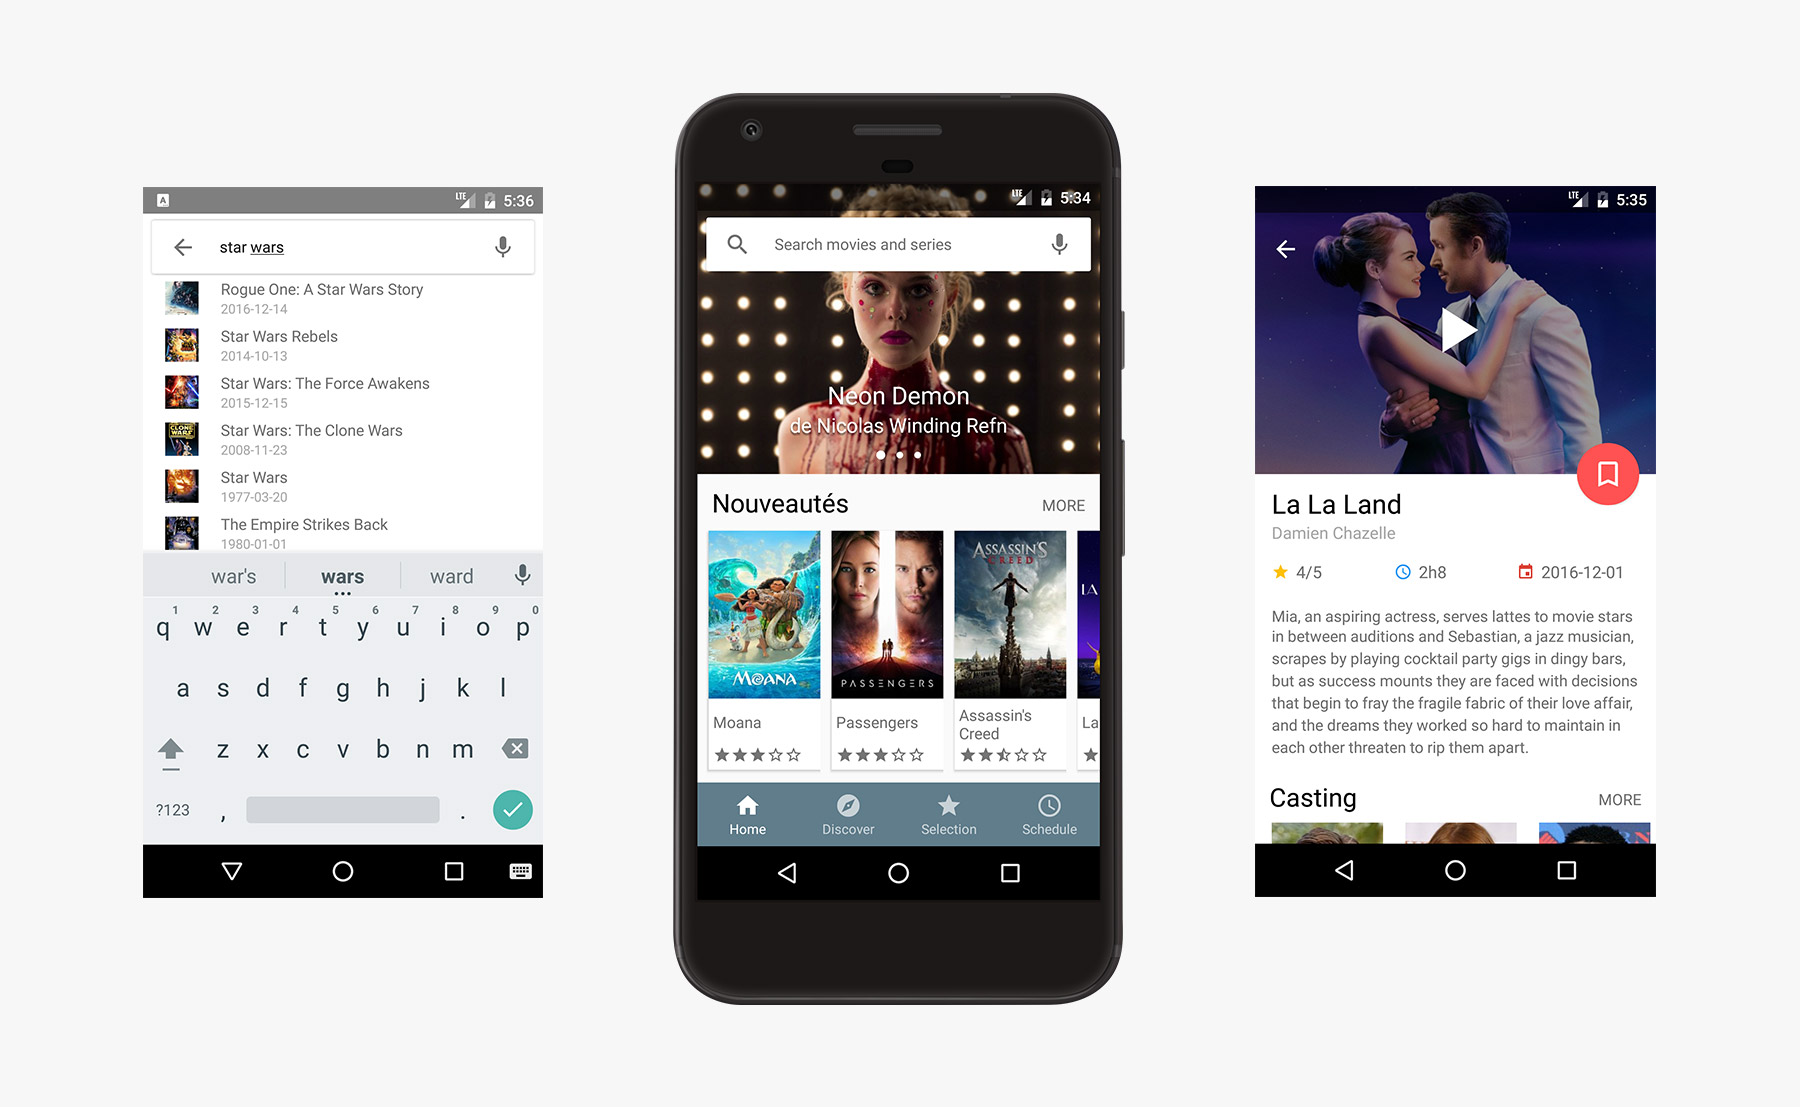 5:36
star wars
Rogue One: A Star Wars Story
2016-12-14
Star Wars Rebels
2014-10-13
Star Wars: The Force Awakens
2015-12-15
Star Wars: The Clone Wars
2008-11-23
Star Wars
1977-03-20
The Empire Strikes Back
1980-01-01
war's wars ward
1 2 3 4 5 6 7 8 9 0
q w e r t y u i o p
a s d f g h j k l
z x c v b n m
?123 , .
LTE
A
CLONE
WARS
LTE 5:34
Search movies and series
Neon Demon
de Nicolas Winding Refn
Nouveautés MORE
MOANA
PASSENGERS
ASSASSIN'S
CREED
LA
Moana
Passengers
Assassin's
Creed
La
Home Discover Selection Schedule
LTE 5:35
La La Land
Damien Chazelle
4/5 2h8 2016-12-01
Mia, an aspiring actress, serves lattes to movie stars
in between auditions and Sebastian, a jazz musician,
scrapes by playing cocktail party gigs in dingy bars,
but as success mounts they are faced with decisions
that begin to fray the fragile fabric of their love affair,
and the dreams they worked so hard to maintain in
each other threaten to rip them apart.
Casting MORE